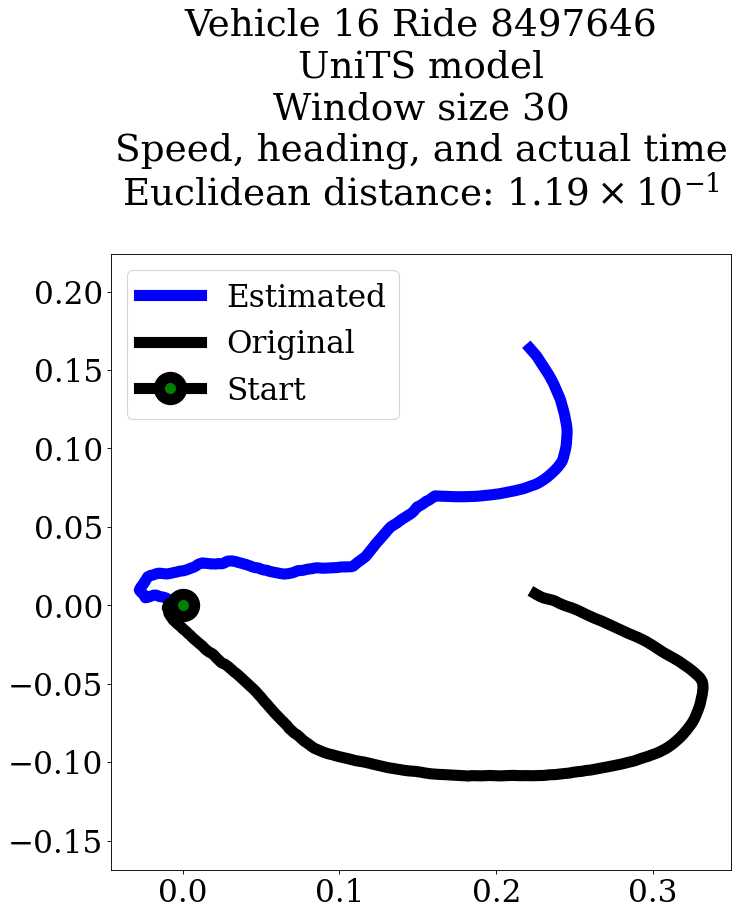 Vehicle 16 Ride 8497646
UniTS model
Window size 30
Speed, heading, and actual time
Euclidean distance: 1.19 × 10⁻¹
Estimated
Original
Start
0.20
0.15
0.10
0.05
0.00
−0.05
−0.10
−0.15
0.0 0.1 0.2 0.3